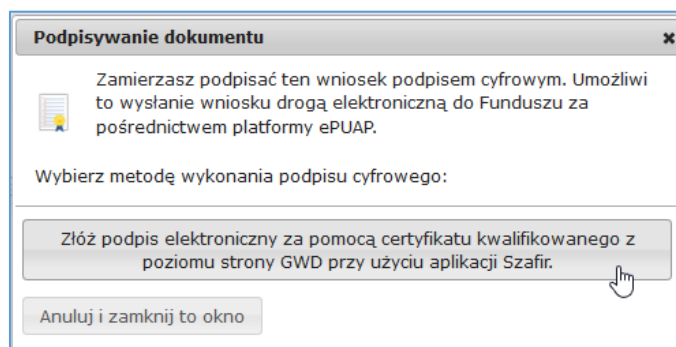 Podpisywanie dokumentu
Zamierzasz podpisać ten wniosek podpisem cyfrowym. Umożliwi
to wysłanie wniosku drogą elektroniczną do Funduszu za
pośrednictwem platformy ePUAP.
Wybierz metodę wykonania podpisu cyfrowego:
Złóż podpis elektroniczny za pomocą certyfikatu kwalifikowanego z
poziomu strony GWD przy użyciu aplikacji Szafir.
Anuluj i zamknij to okno